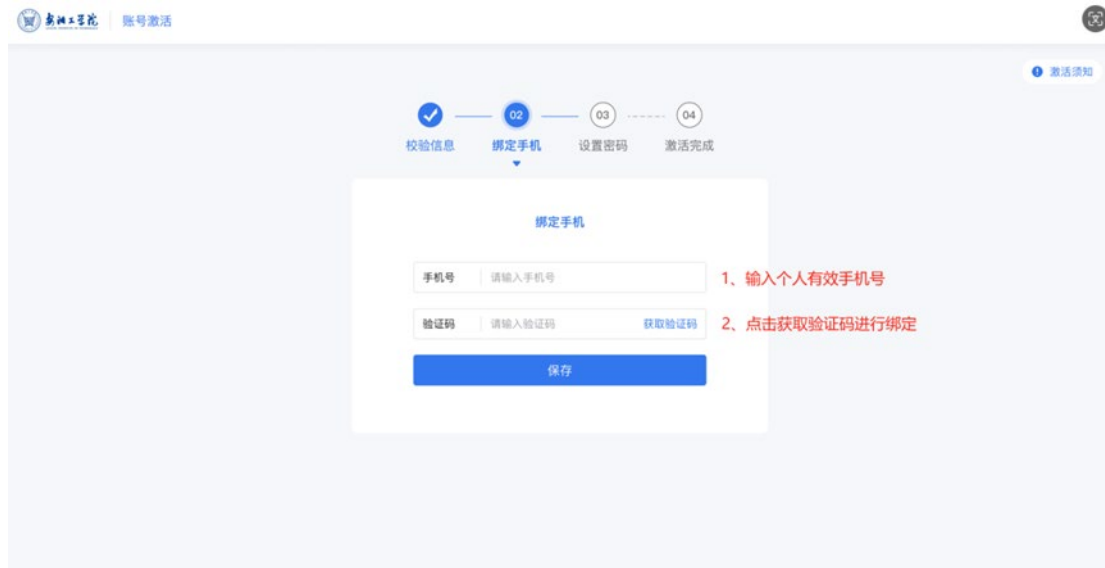 账号激活
激活须知
02
03
04
校验信息
绑定手机
设置密码
激活完成
绑定手机
手机号 请输入手机号
1、输入个人有效手机号
验证码 请输入验证码 获取验证码
2、点击获取验证码进行绑定
保存